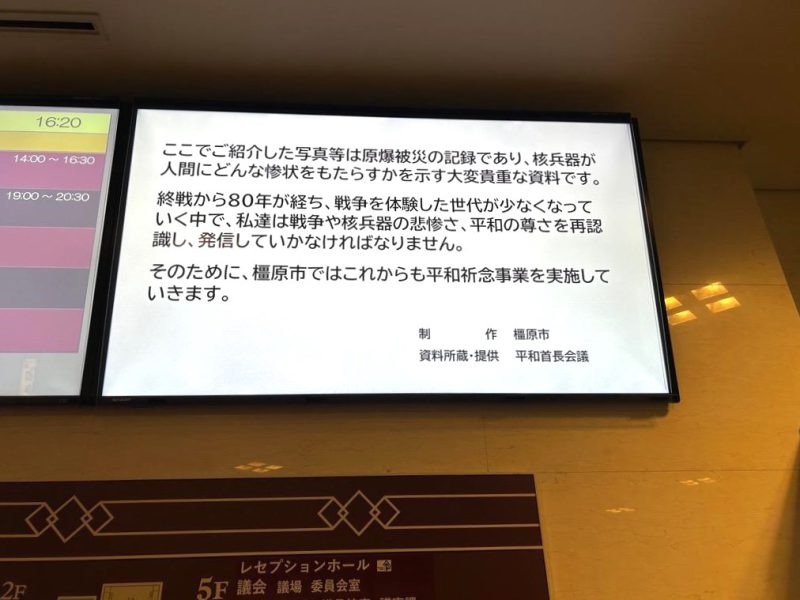 16:20
14:00～16:30
19:00～20:30
ここでご紹介した写真等は原爆被災の記録であり、核兵器が
人間にどんな惨状をもたらすかを示す大変貴重な資料です。
終戦から80年が経ち、戦争を体験した世代が少なくなって
いく中で、私達は戦争や核兵器の悲惨さ、平和の尊さを再認
識し、発信していかなければなりません。
そのために、橿原市ではこれからも平和祈念事業を実施して
いきます。
制　作　橿原市
資料所蔵・提供　平和首長会議
レセプションホール
2F
5F 議会 議場 委員会室